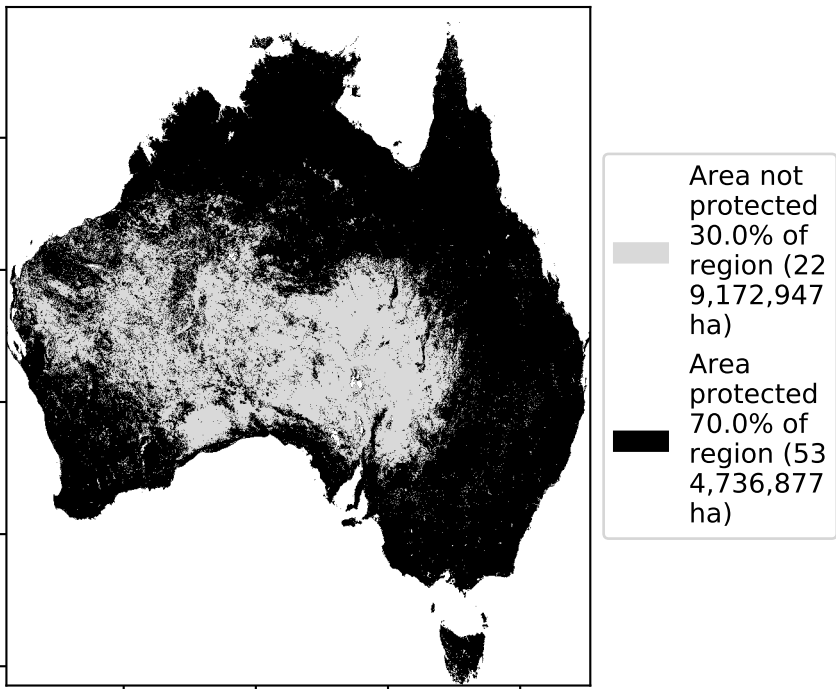 Area not
protected
30.0% of
region (22
9,172,947
ha)
Area
protected
70.0% of
region (53
4,736,877
ha)